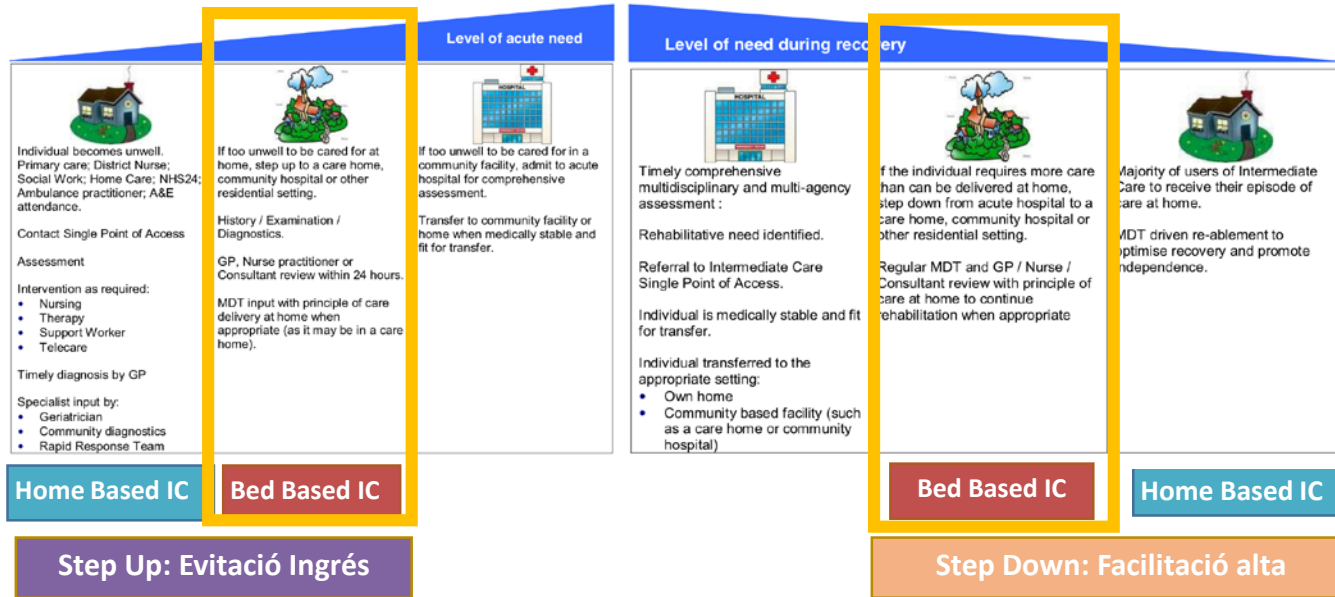 Level of acute need
Level of need during recovery
HOSPITAL
Individual becomes unwell.
Primary care; District Nurse;
Social Work; Home Care; NHS24;
Ambulance practitioner; A&E
attendance.
Contact Single Point of Access
Assessment
Intervention as required:
• Nursing
• Therapy
• Support Worker
• Telecare
Timely diagnosis by GP
Specialist input by:
• Geriatrician
• Community diagnostics
• Rapid Response Team
If too unwell to be cared for at
home, step up to a care home,
community hospital or other
residential setting.
History / Examination /
Diagnostics.
GP, Nurse practitioner or
Consultant review within 24 hours.
MDT input with principle of care
delivery at home when
appropriate (as it may be in a care
home).
If too unwell to be cared for in a
community facility, admit to acute
hospital for comprehensive
assessment.
Transfer to community facility or
home when medically stable and
fit for transfer.
HOSPITAL
Timely comprehensive
multidisciplinary and multi-agency
assessment :
Rehabilitative need identified.
Referral to Intermediate Care
Single Point of Access.
Individual is medically stable and fit
for transfer.
Individual transferred to the
appropriate setting:
• Own home
• Community based facility (such
as a care home or community
hospital)
If the individual requires more care
than can be delivered at home,
step down from acute hospital to a
care home, community hospital or
other residential setting.
Regular MDT and GP / Nurse /
Consultant review with principle of
care at home to continue
rehabilitation when appropriate
Majority of users of Intermediate
Care to receive their episode of
care at home.
MDT driven re-ablement to
optimise recovery and promote
independence.
Home Based IC
Bed Based IC
Bed Based IC
Home Based IC
Step Up: Evitació Ingrés
Step Down: Facilitació alta